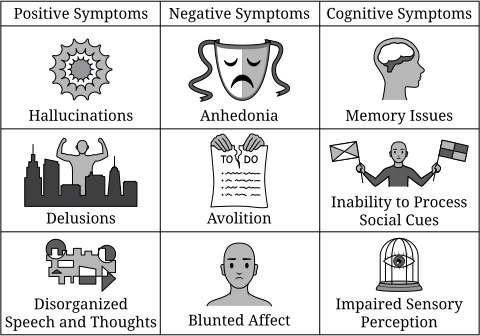 Positive Symptoms
Negative Symptoms
Cognitive Symptoms
Hallucinations
Anhedonia
Memory Issues
Delusions
TO DO
Avolition
Inability to Process
Social Cues
Disorganized
Speech and Thoughts
Blunted Affect
Impaired Sensory
Perception